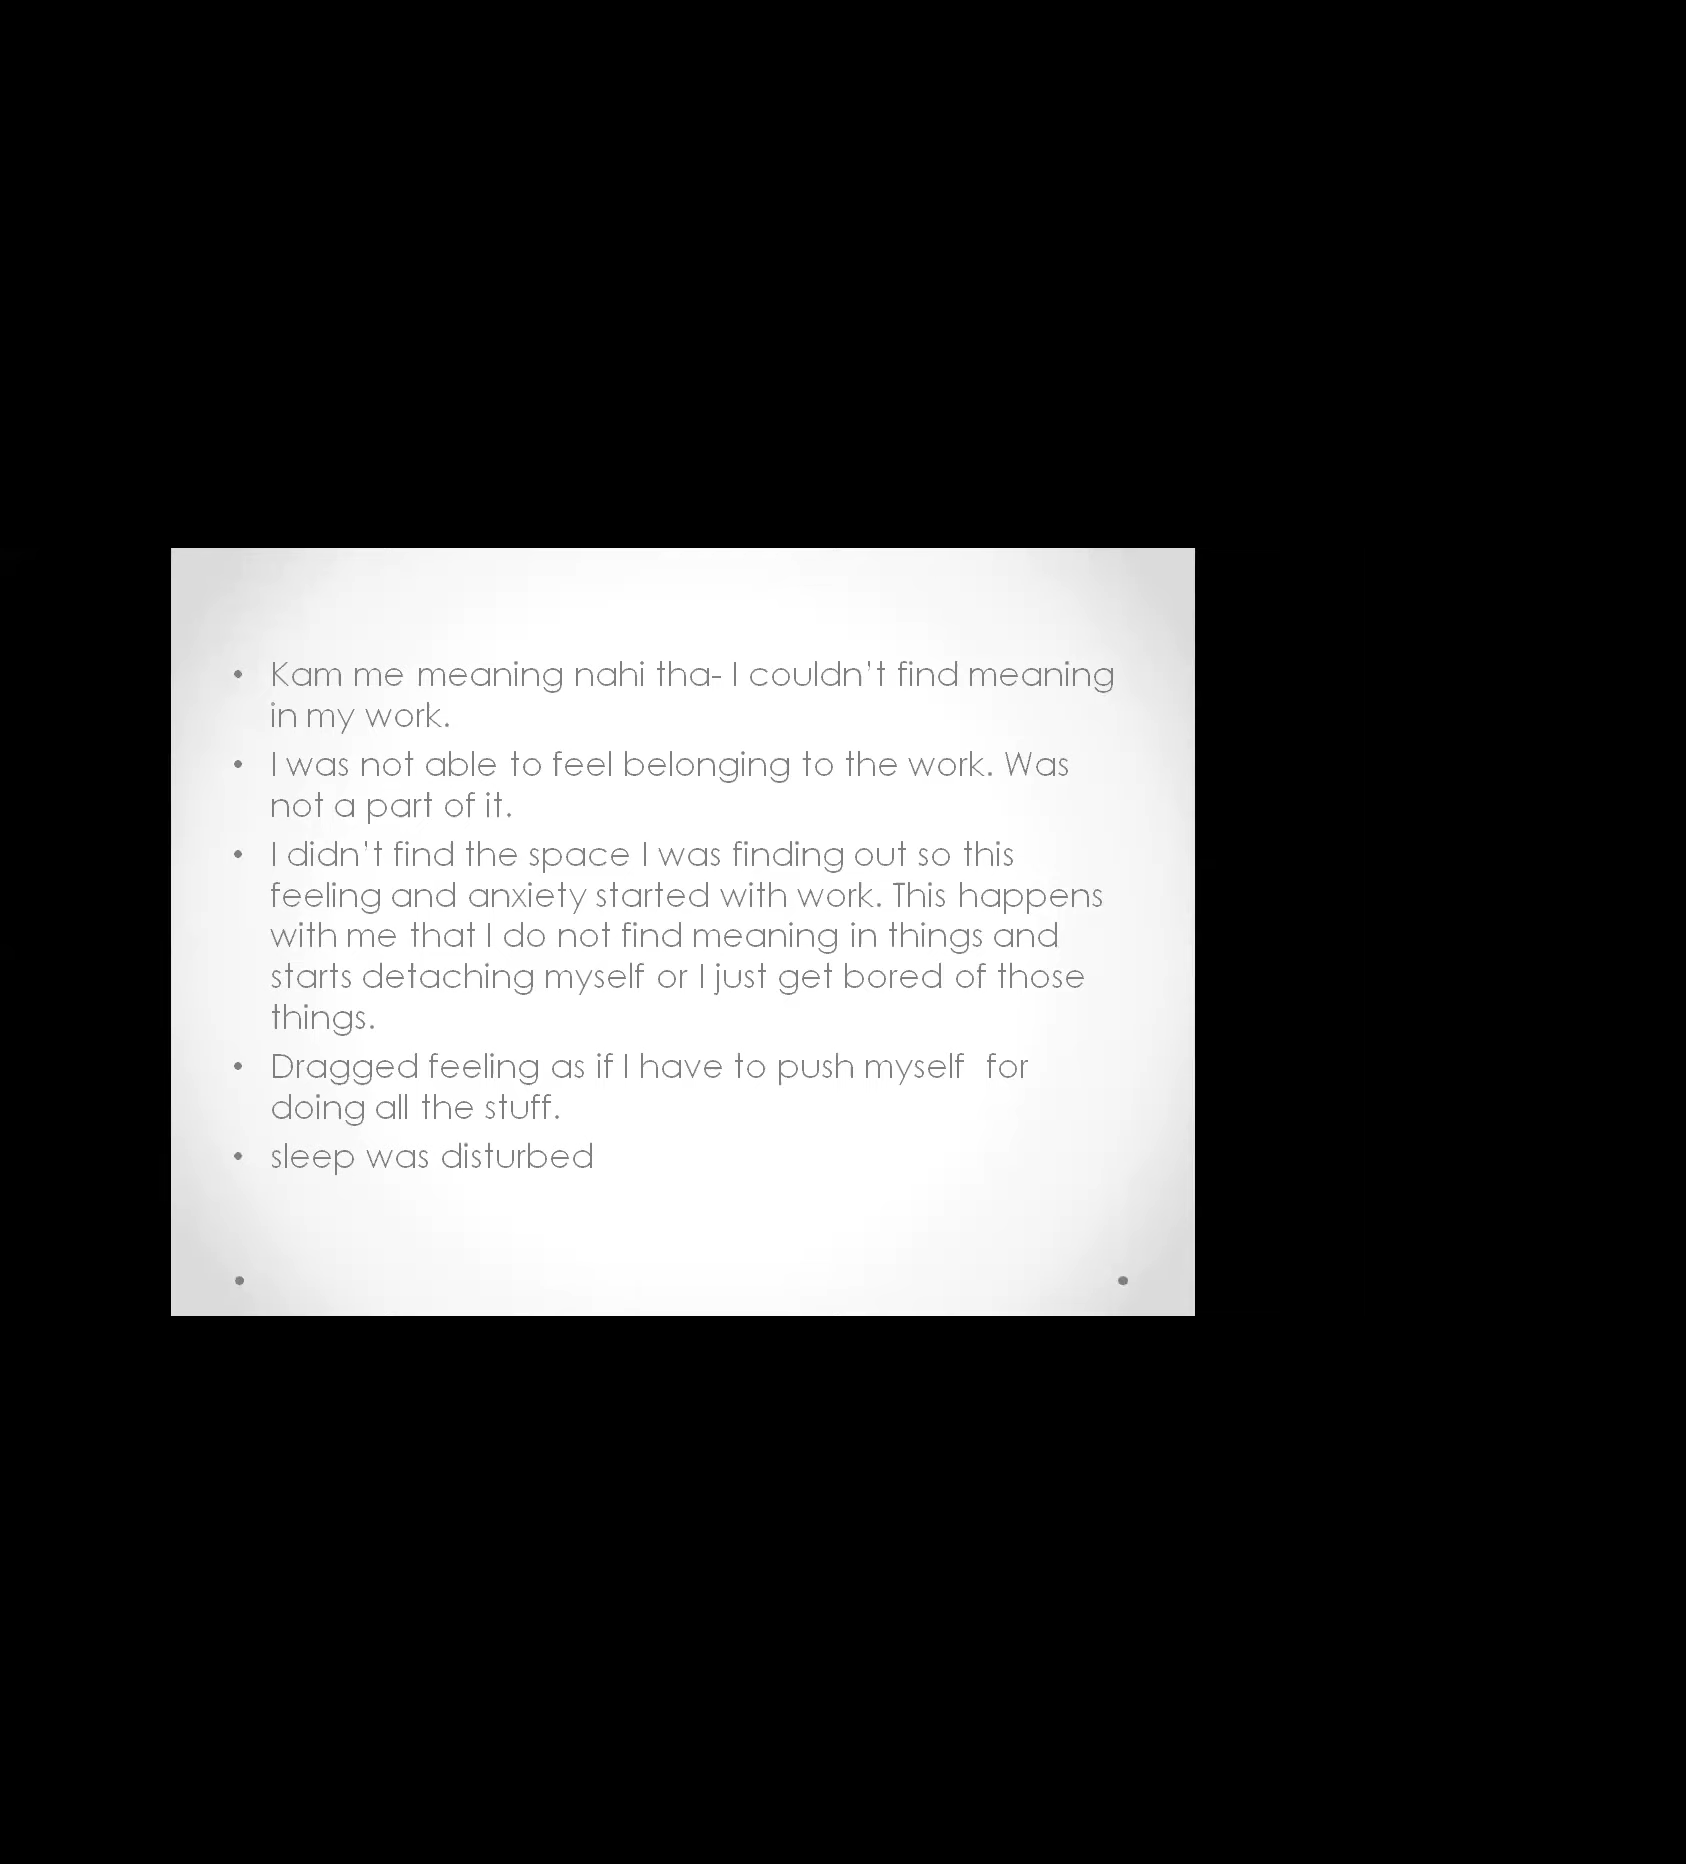 • Kam me meaning nahi tha- I couldn't find meaning
in my work.
• I was not able to feel belonging to the work. Was
not a part of it.
• I didn't find the space I was finding out so this
feeling and anxiety started with work. This happens
with me that I do not find meaning in things and
starts detaching myself or I just get bored of those
things.
• Dragged feeling as if I have to push myself  for
doing all the stuff.
• sleep was disturbed